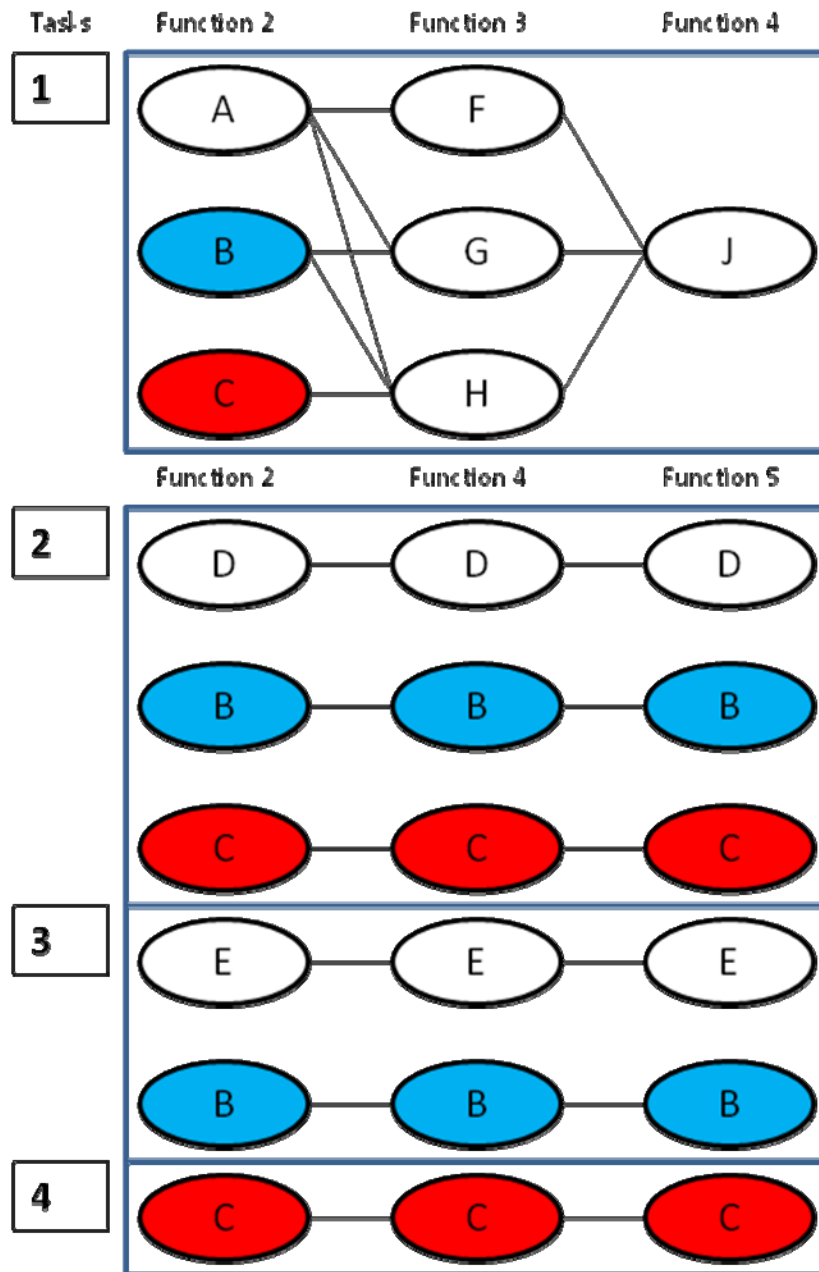 Tasks Function 2 Function 3 Function 4
1
A F
B G J
C H
Function 2 Function 4 Function 5
2
D D D
B B B
C C C
3
E E E
B B B
4
C C C